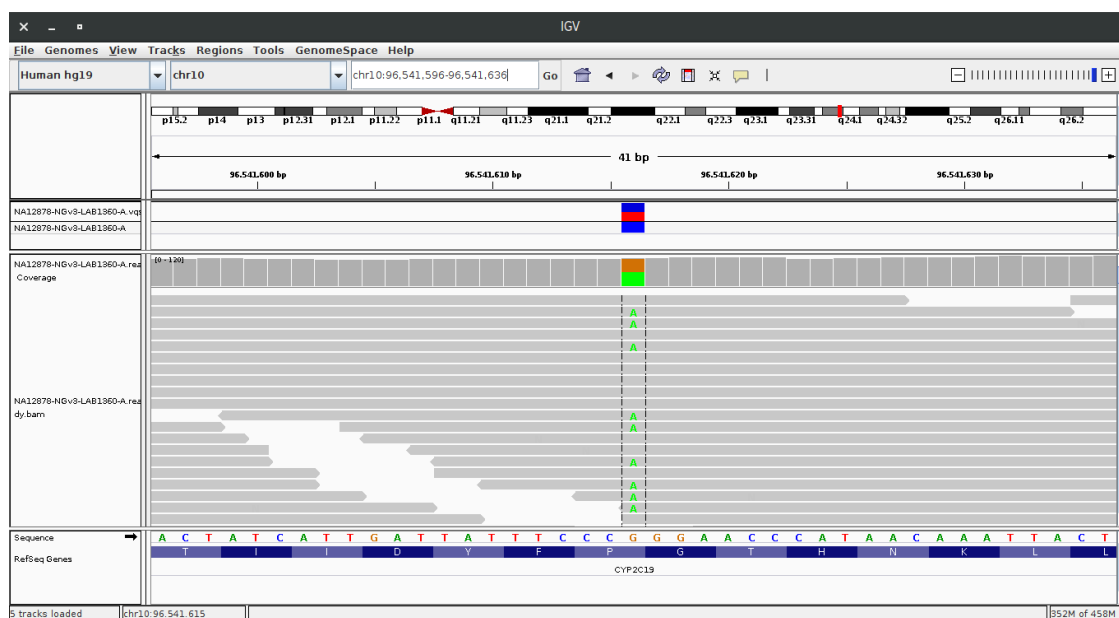 IGV
File Genomes View Tracks Regions Tools GenomeSpace Help
Human hg19 chr10 chr10:96,541,596-96,541,636 Go
p15.2 p14 p13 p12.31 p12.1 p11.22 p11.1 q11.21 q11.23 q21.1 q21.2 q22.1 q22.3 q23.1 q23.31 q24.1 q24.32 q25.2 q26.11 q26.2
41 bp
96.541.600 bp 96.541.610 bp 96.541.620 bp 96.541.630 bp
NA12878-NGv3-LAB1360-A.vqs
NA12878-NGv3-LAB1360-A
NA12878-NGv3-LAB1360-A.rea [0 - 120]
Coverage
A
A
A
NA12878-NGv3-LAB1360-A.rea
dy.bam
A
A
A
A
A
A
Sequence A C T A T C A T T G A T T A T T T C C C G G G A A C C C A T A A C A A A T T A C T
RefSeq Genes T I I D Y F P G T H N K L L
CYP2C19
5 tracks loaded chr10:96.541.615 352M of 458M